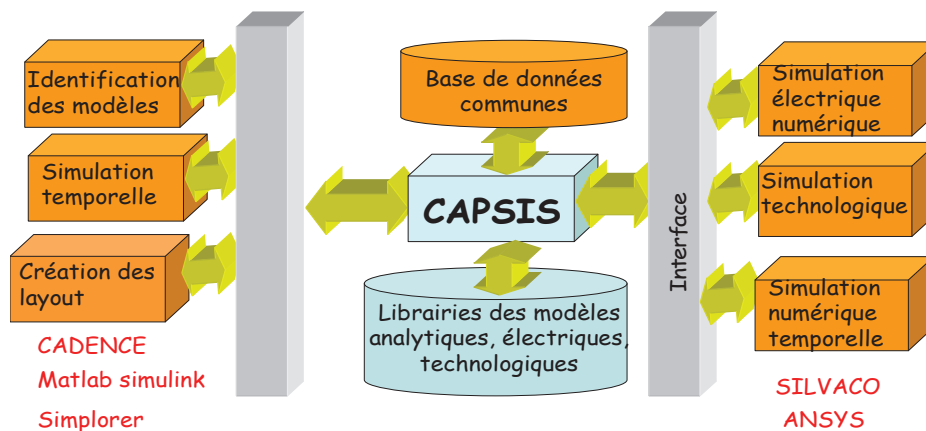 Identification
des modèles
Simulation
temporelle
Création des
layout
CADENCE
Matlab simulink
Simplorer
Base de données
communes
CAPSIS
Librairies des modèles
analytiques, électriques,
technologiques
Interface
Simulation
électrique
numérique
Simulation
technologique
Simulation
numérique
temporelle
SILVACO
ANSYS